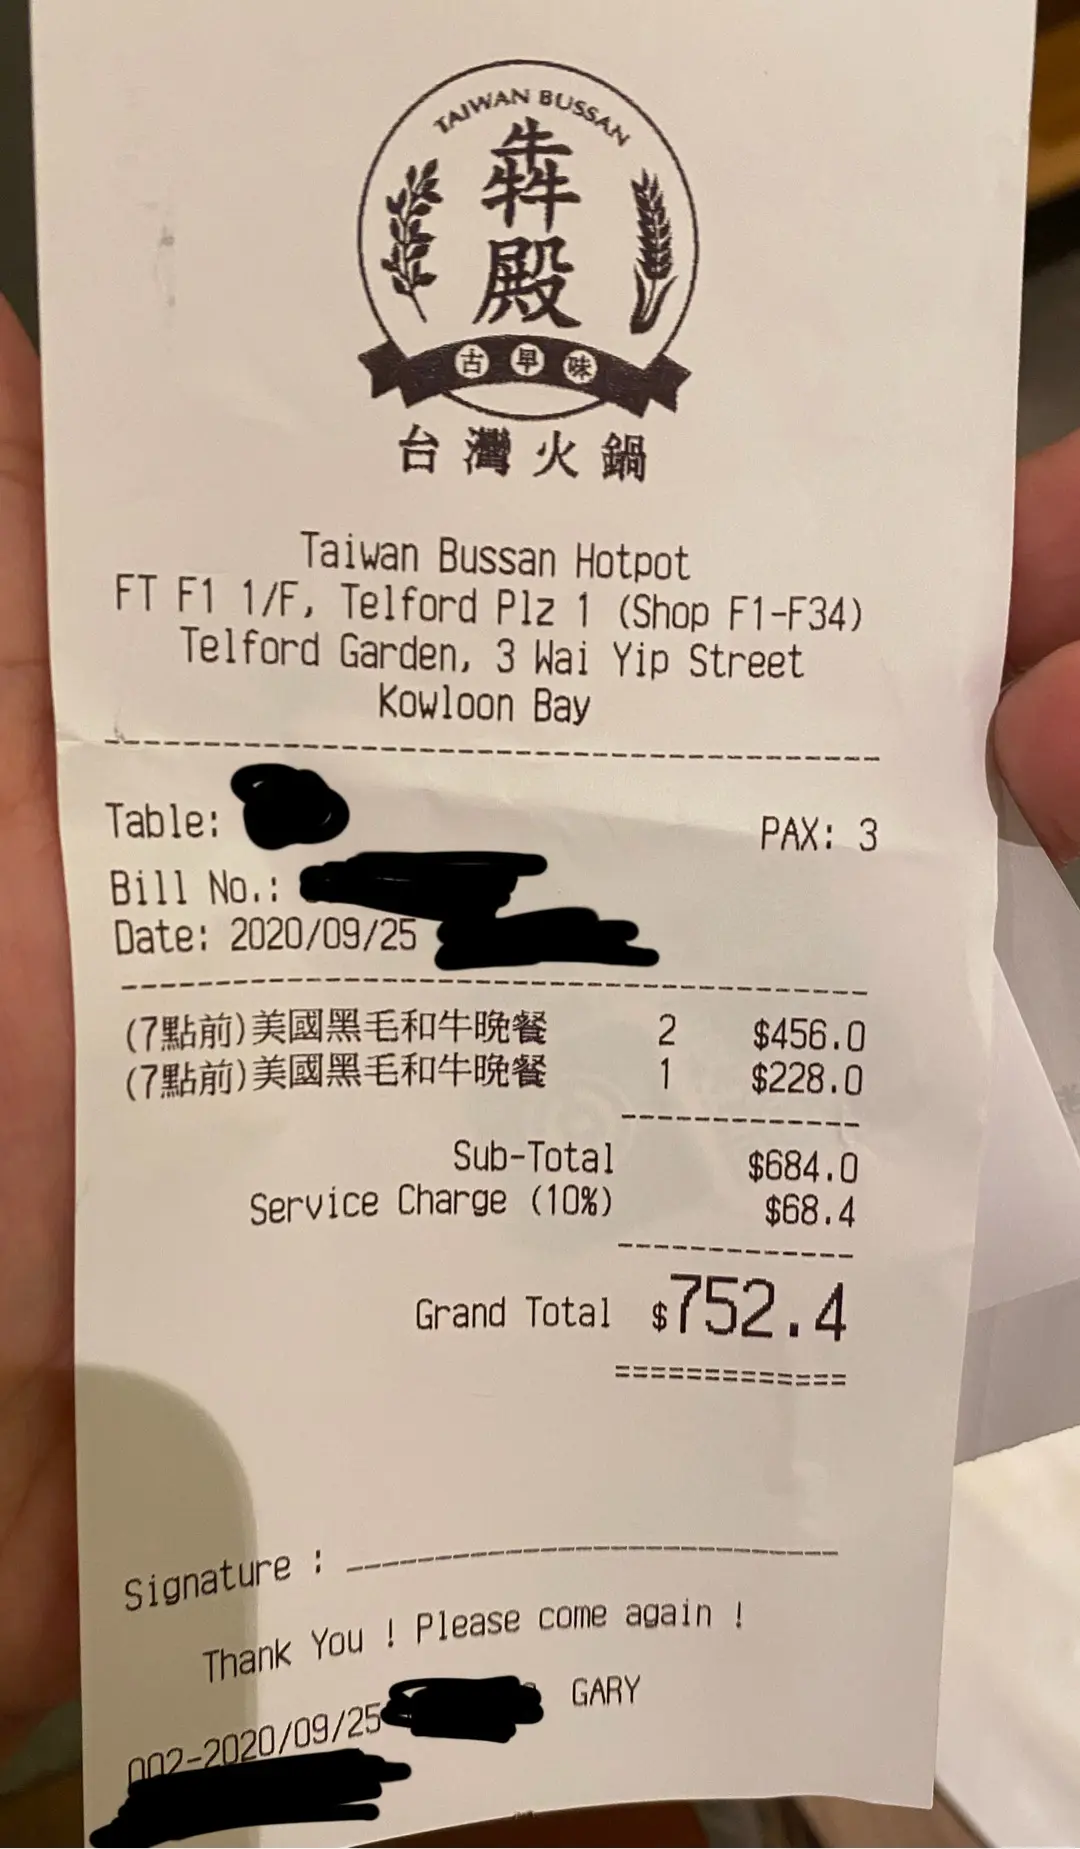 TAIWAN BUSSAN
犇殿
古早味
台灣火鍋
Taiwan Bussan Hotpot
FT F1 1/F, Telford Plz 1 (Shop F1-F34)
Telford Garden, 3 Wai Yip Street
Kowloon Bay
Table: PAX: 3
Bill No.:
Date: 2020/09/25
(7點前)美國黑毛和牛晚餐 2 $456.0
(7點前)美國黑毛和牛晚餐 1 $228.0
Sub-Total $684.0
Service Charge (10%) $68.4
Grand Total $752.4
Signature :
Thank You ! Please come again !
002-2020/09/25 GARY